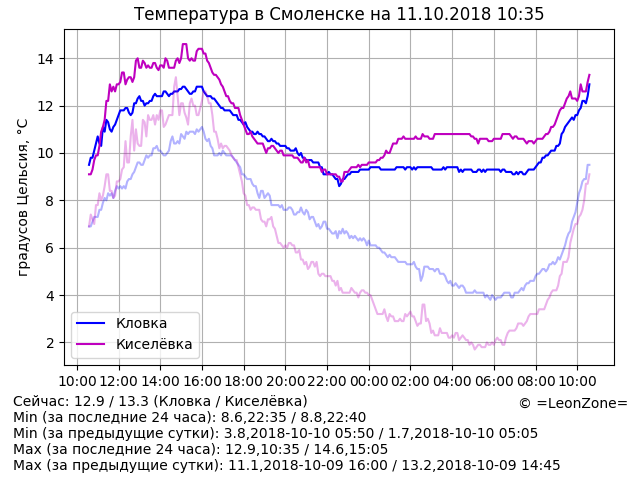 Температура в Смоленске на 11.10.2018 10:35
градусов Цельсия, °C
14
12
10
8
6
4
2
Кловка
Киселёвка
10:00 12:00 14:00 16:00 18:00 20:00 22:00 00:00 02:00 04:00 06:00 08:00 10:00
Сейчас: 12.9 / 13.3 (Кловка / Киселёвка)
© =LeonZone=
Min (за последние 24 часа): 8.6,22:35 / 8.8,22:40
Min (за предыдущие сутки): 3.8,2018-10-10 05:50 / 1.7,2018-10-10 05:05
Max (за последние 24 часа): 12.9,10:35 / 14.6,15:05
Max (за предыдущие сутки): 11.1,2018-10-09 16:00 / 13.2,2018-10-09 14:45